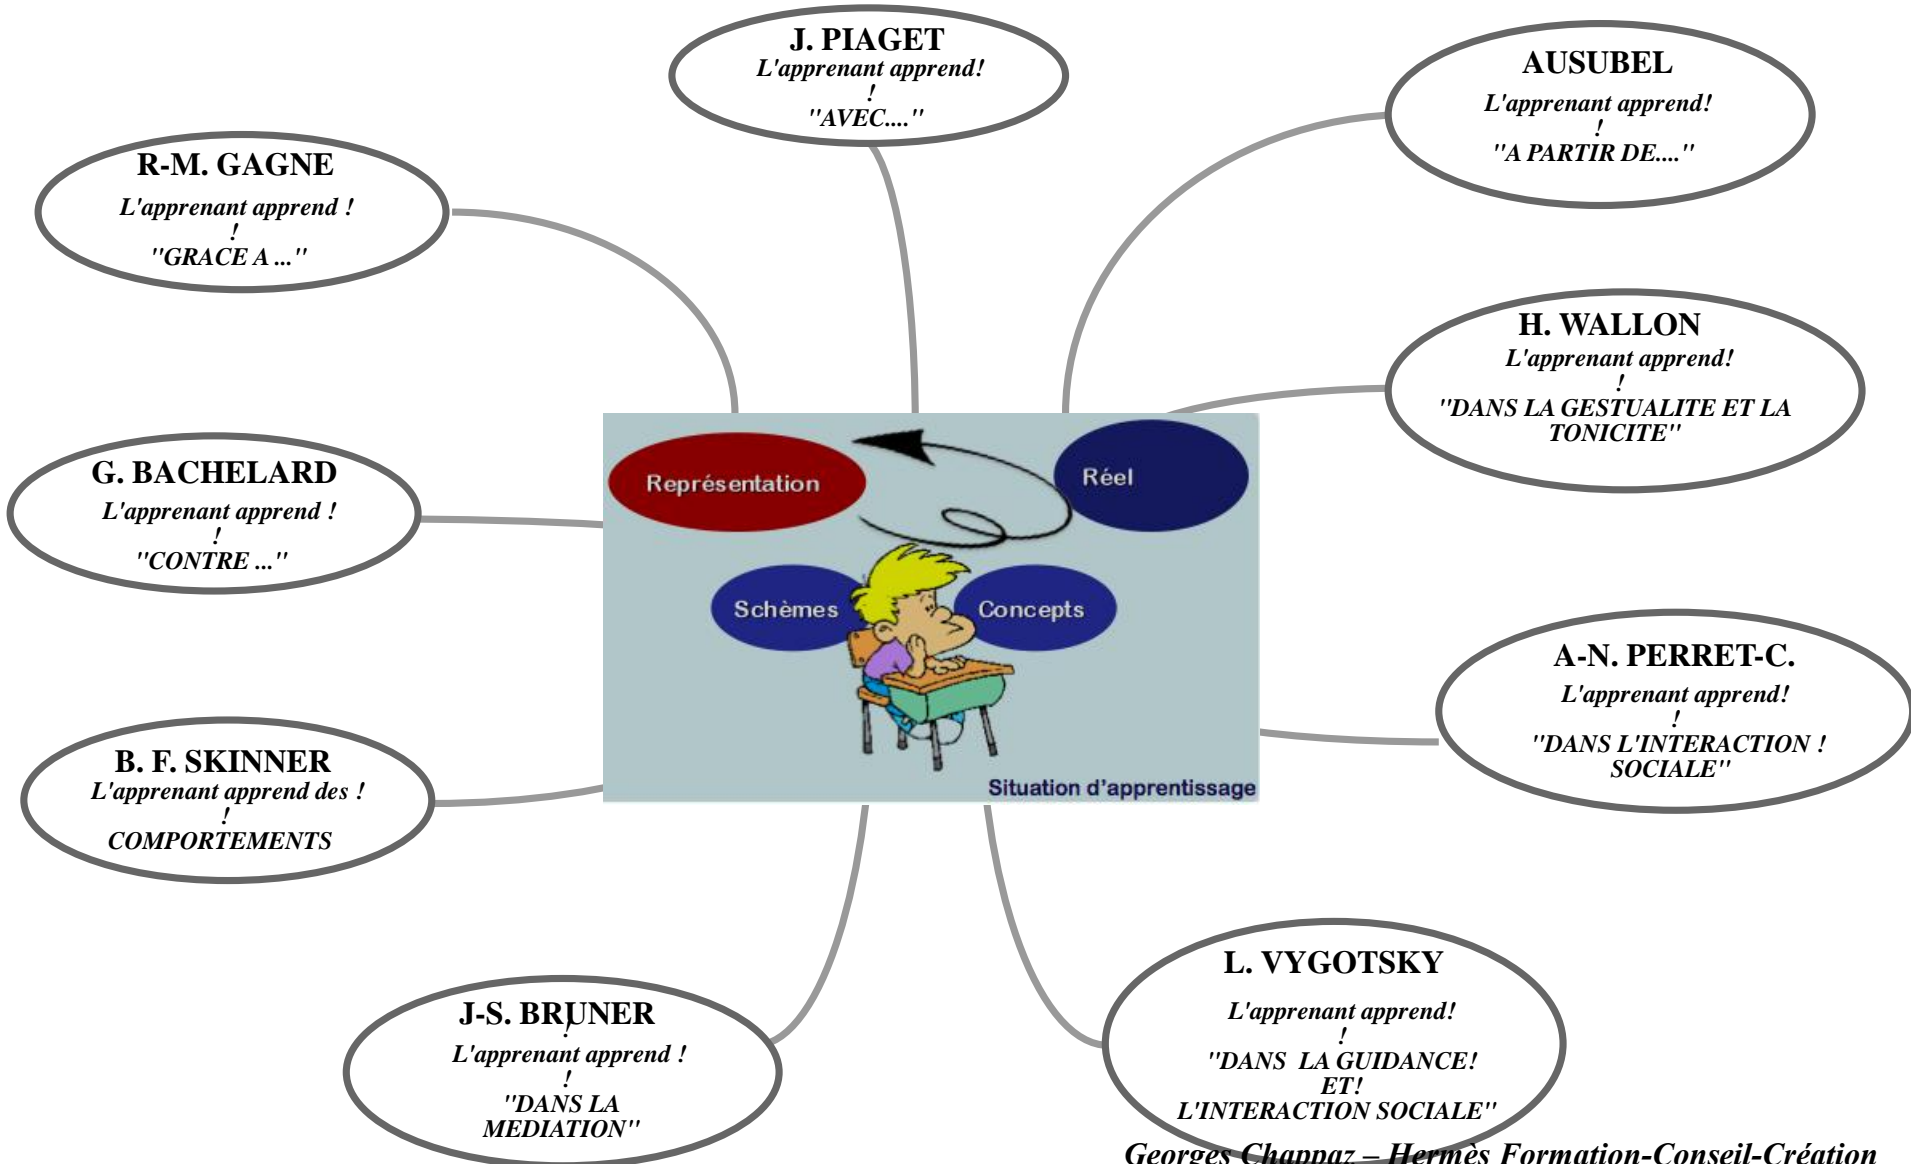 J. PIAGET
L'apprenant apprend!
!
"AVEC...."
AUSUBEL
L'apprenant apprend!
!
"A PARTIR DE...."
R-M. GAGNE
L'apprenant apprend !
!
"GRACE A ..."
H. WALLON
L'apprenant apprend!
!
"DANS LA GESTUALITE ET LA
TONICITE"
G. BACHELARD
L'apprenant apprend !
!
"CONTRE ..."
Représentation
Réel
Schèmes
Concepts
Situation d'apprentissage
A-N. PERRET-C.
L'apprenant apprend!
!
"DANS L'INTERACTION !
SOCIALE"
B. F. SKINNER
L'apprenant apprend des !
!
COMPORTEMENTS
J-S. BRUNER
!
L'apprenant apprend !
!
"DANS LA
MEDIATION"
L. VYGOTSKY
L'apprenant apprend!
!
"DANS LA GUIDANCE!
ET!
L'INTERACTION SOCIALE"
Georges Chappaz – Hermès Formation-Conseil-Création